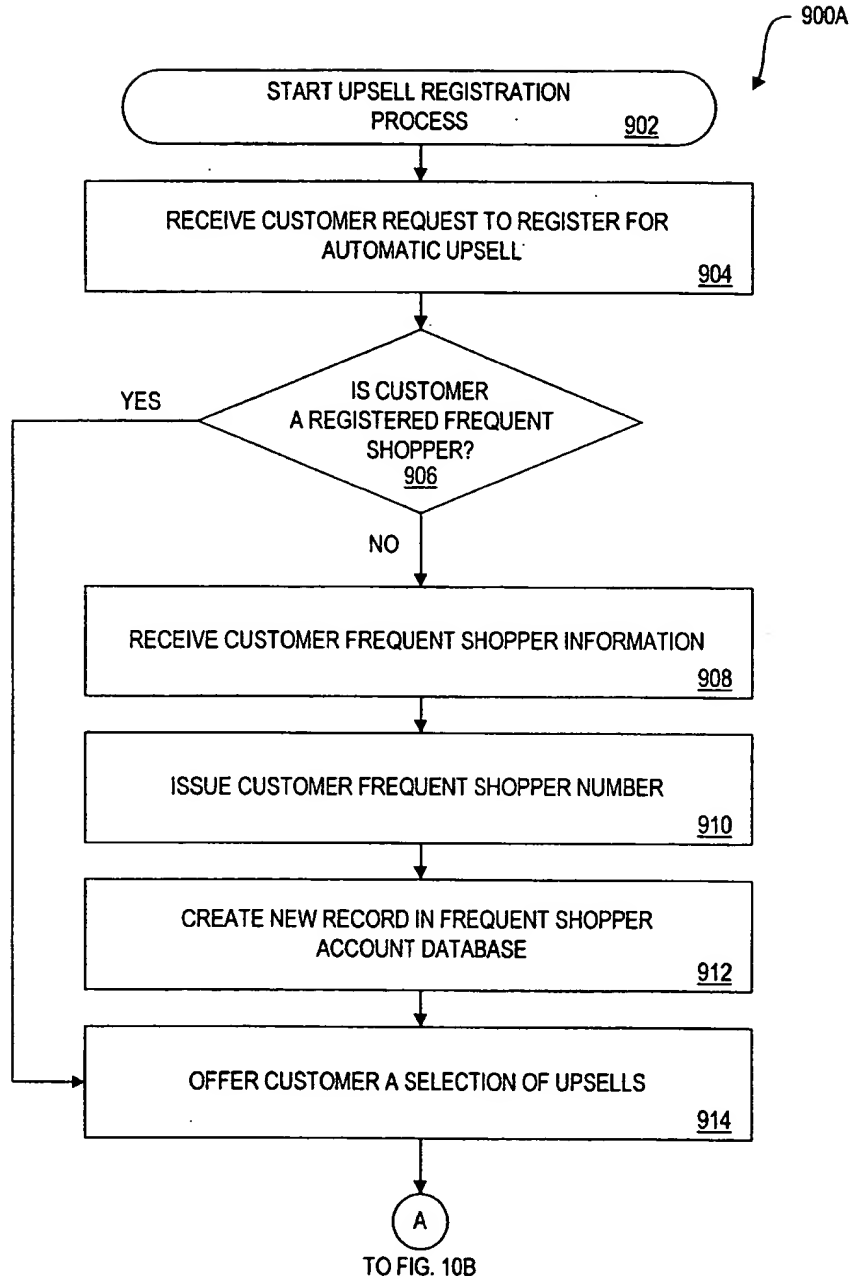 900A
START UPSELL REGISTRATION
PROCESS
902
RECEIVE CUSTOMER REQUEST TO REGISTER FOR
AUTOMATIC UPSELL
904
IS CUSTOMER
A REGISTERED FREQUENT
SHOPPER?
906
YES
NO
RECEIVE CUSTOMER FREQUENT SHOPPER INFORMATION
908
ISSUE CUSTOMER FREQUENT SHOPPER NUMBER
910
CREATE NEW RECORD IN FREQUENT SHOPPER
ACCOUNT DATABASE
912
OFFER CUSTOMER A SELECTION OF UPSELLS
914
A
TO FIG. 10B